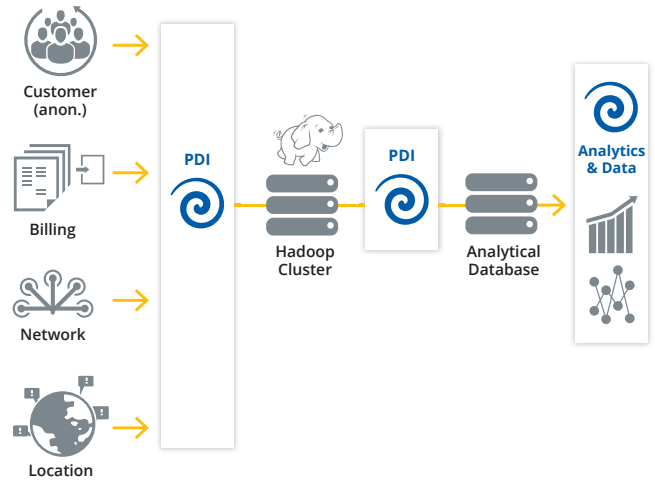 Customer
(anon.)
Billing
Network
Location
PDI
Hadoop
Cluster
PDI
Analytical
Database
Analytics
& Data